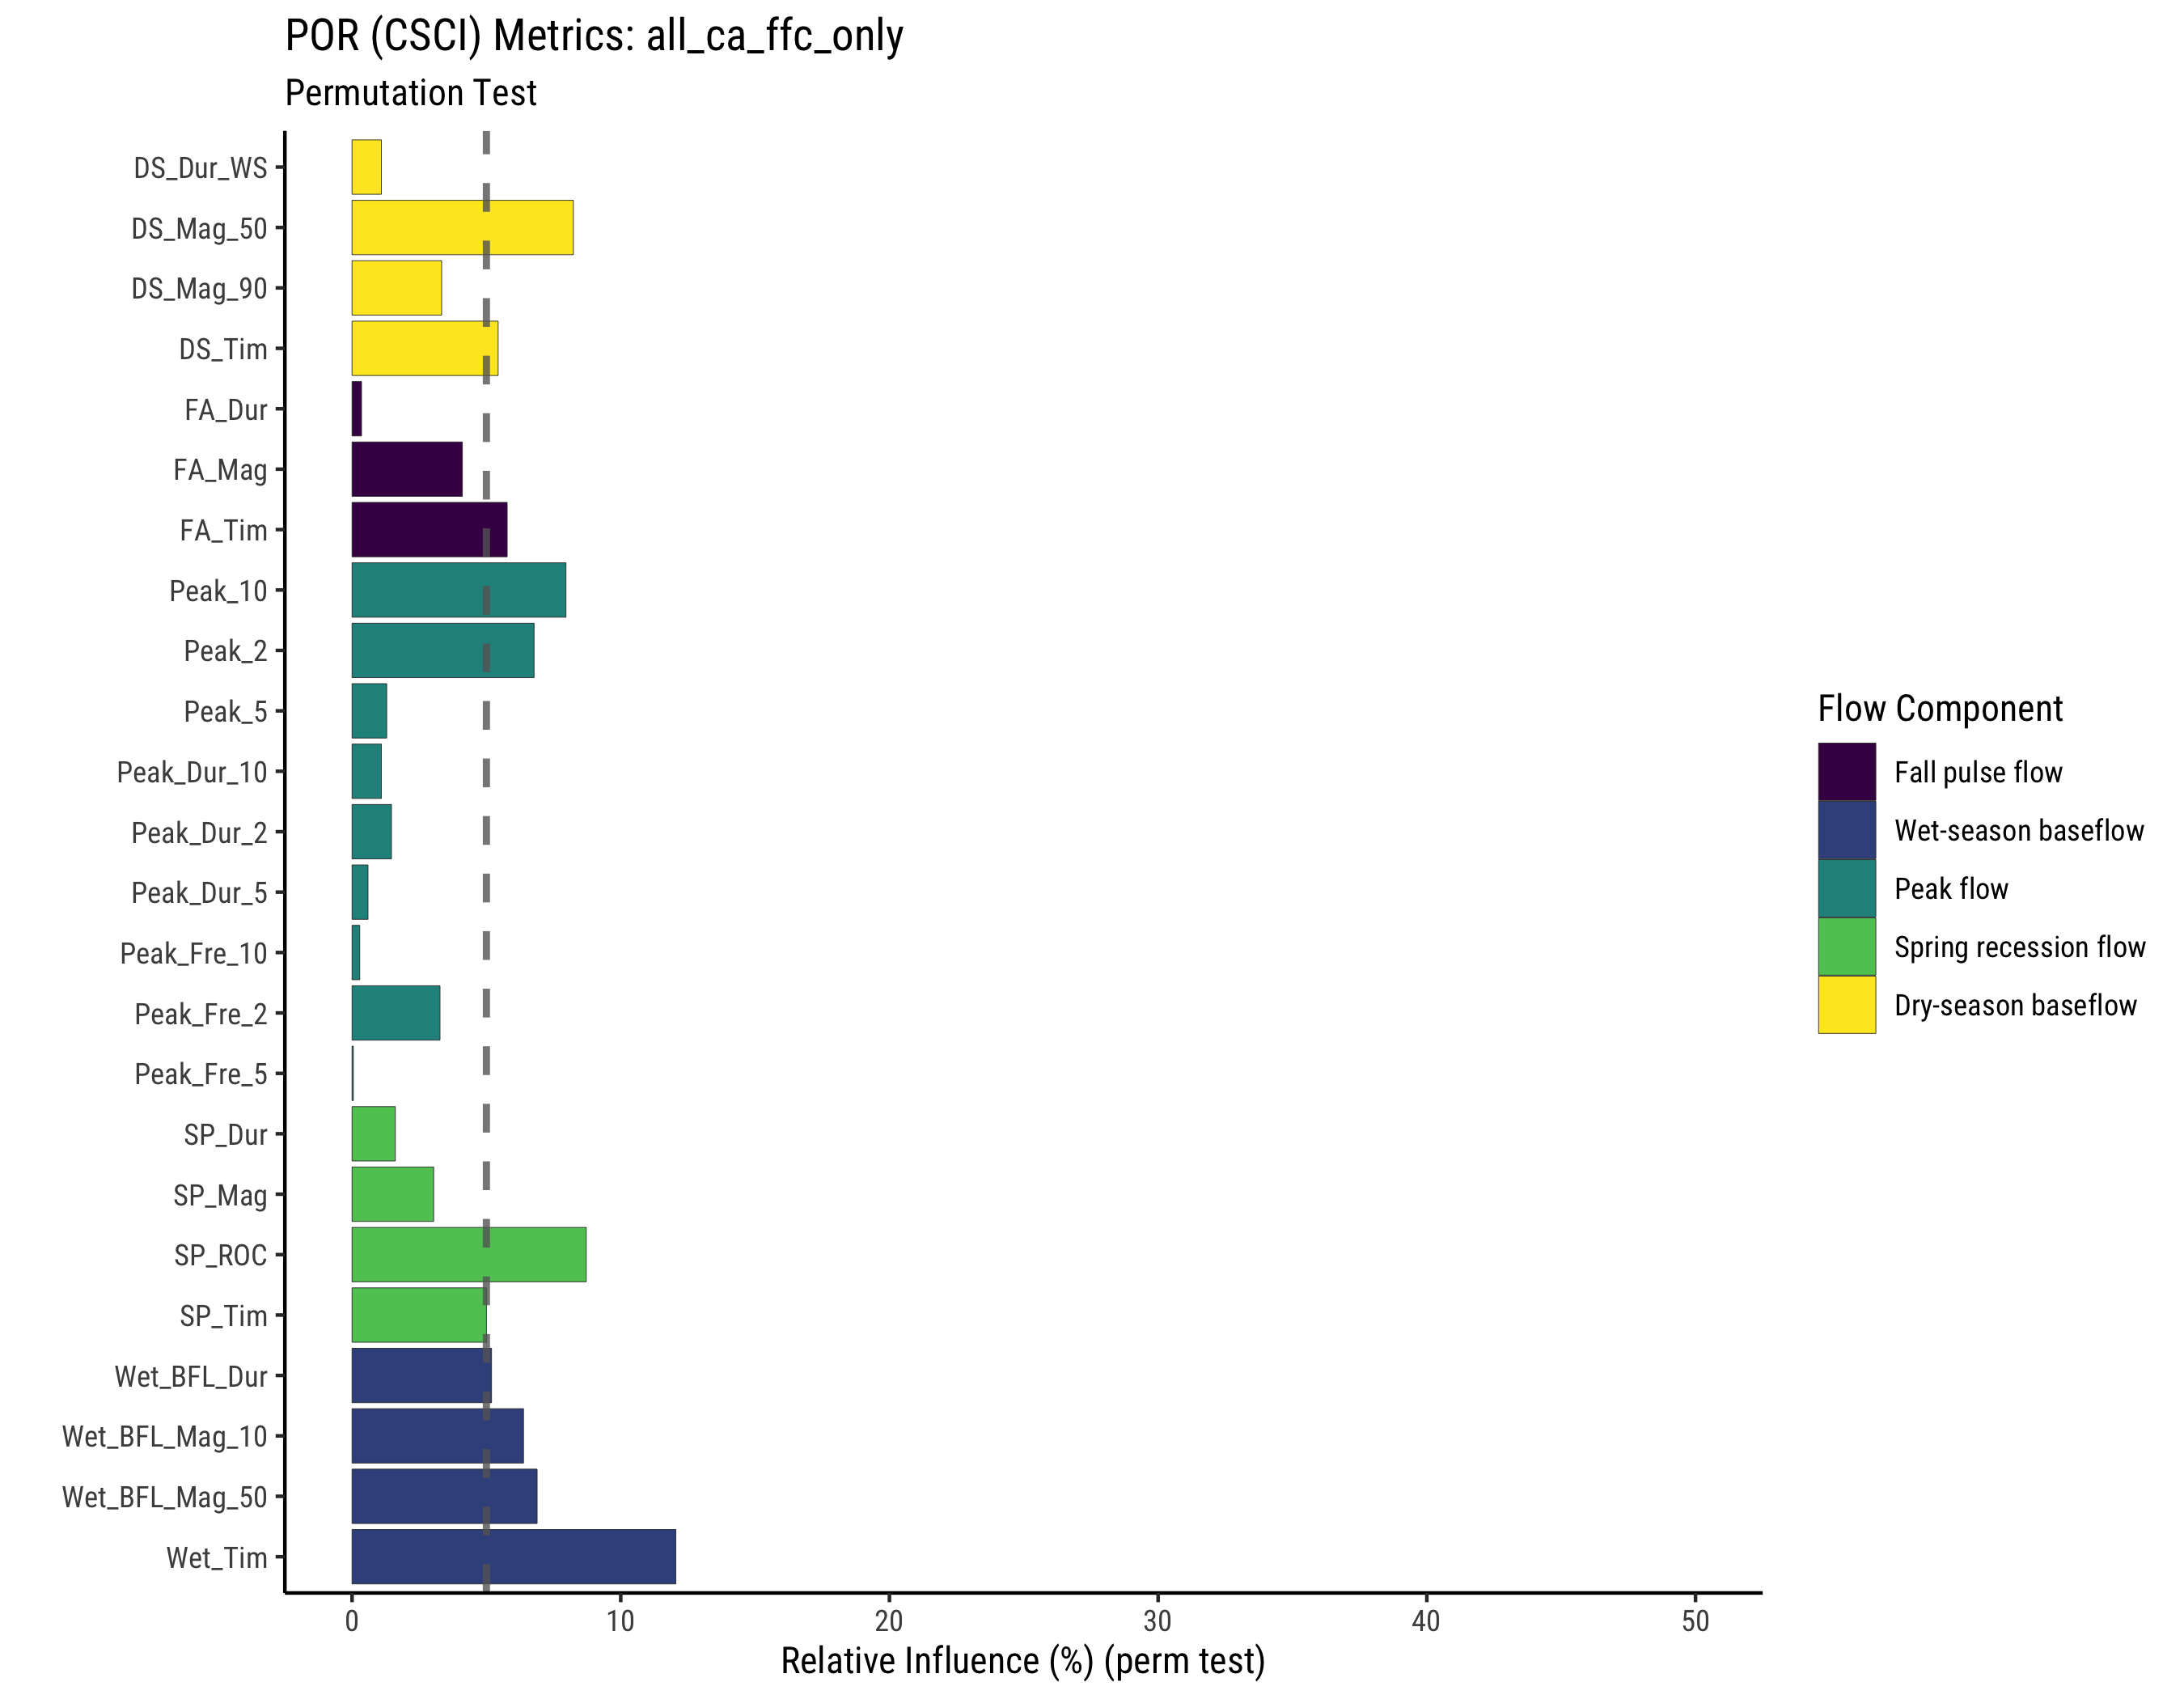 POR (CSCI) Metrics: all_ca_ffc_only
Permutation Test
DS_Dur_WS
DS_Mag_50
DS_Mag_90
DS_Tim
FA_Dur
FA_Mag
FA_Tim
Peak_10
Peak_2
Peak_5
Peak_Dur_10
Peak_Dur_2
Peak_Dur_5
Peak_Fre_10
Peak_Fre_2
Peak_Fre_5
SP_Dur
SP_Mag
SP_ROC
SP_Tim
Wet_BFL_Dur
Wet_BFL_Mag_10
Wet_BFL_Mag_50
Wet_Tim
0 10 20 30 40 50
Relative Influence (%) (perm test)
Flow Component
Fall pulse flow
Wet-season baseflow
Peak flow
Spring recession flow
Dry-season baseflow